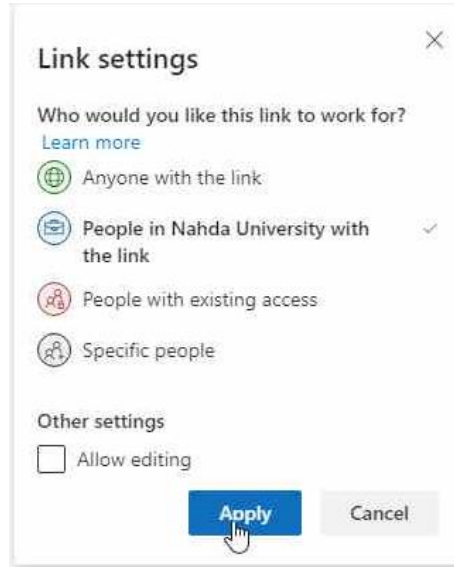 Link settings
Who would you like this link to work for?
Learn more
Anyone with the link
People in Nahda University with
the link
People with existing access
Specific people
Other settings
Allow editing
Apply
Cancel